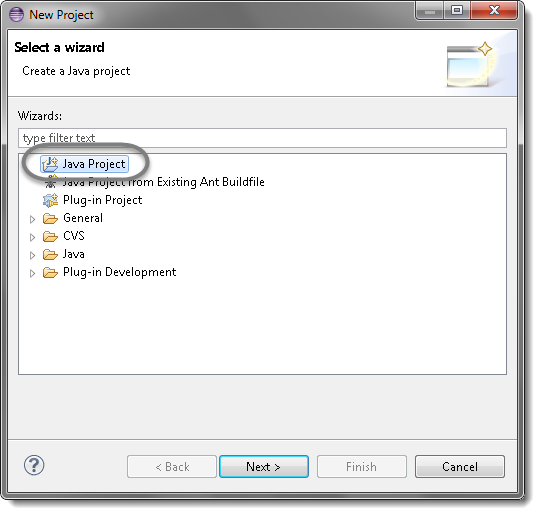 New Project
Select a wizard
Create a Java project
Wizards:
type filter text
Java Project
Java Project from Existing Ant Buildfile
Plug-in Project
General
CVS
Java
Plug-in Development
? < Back Next > Finish Cancel